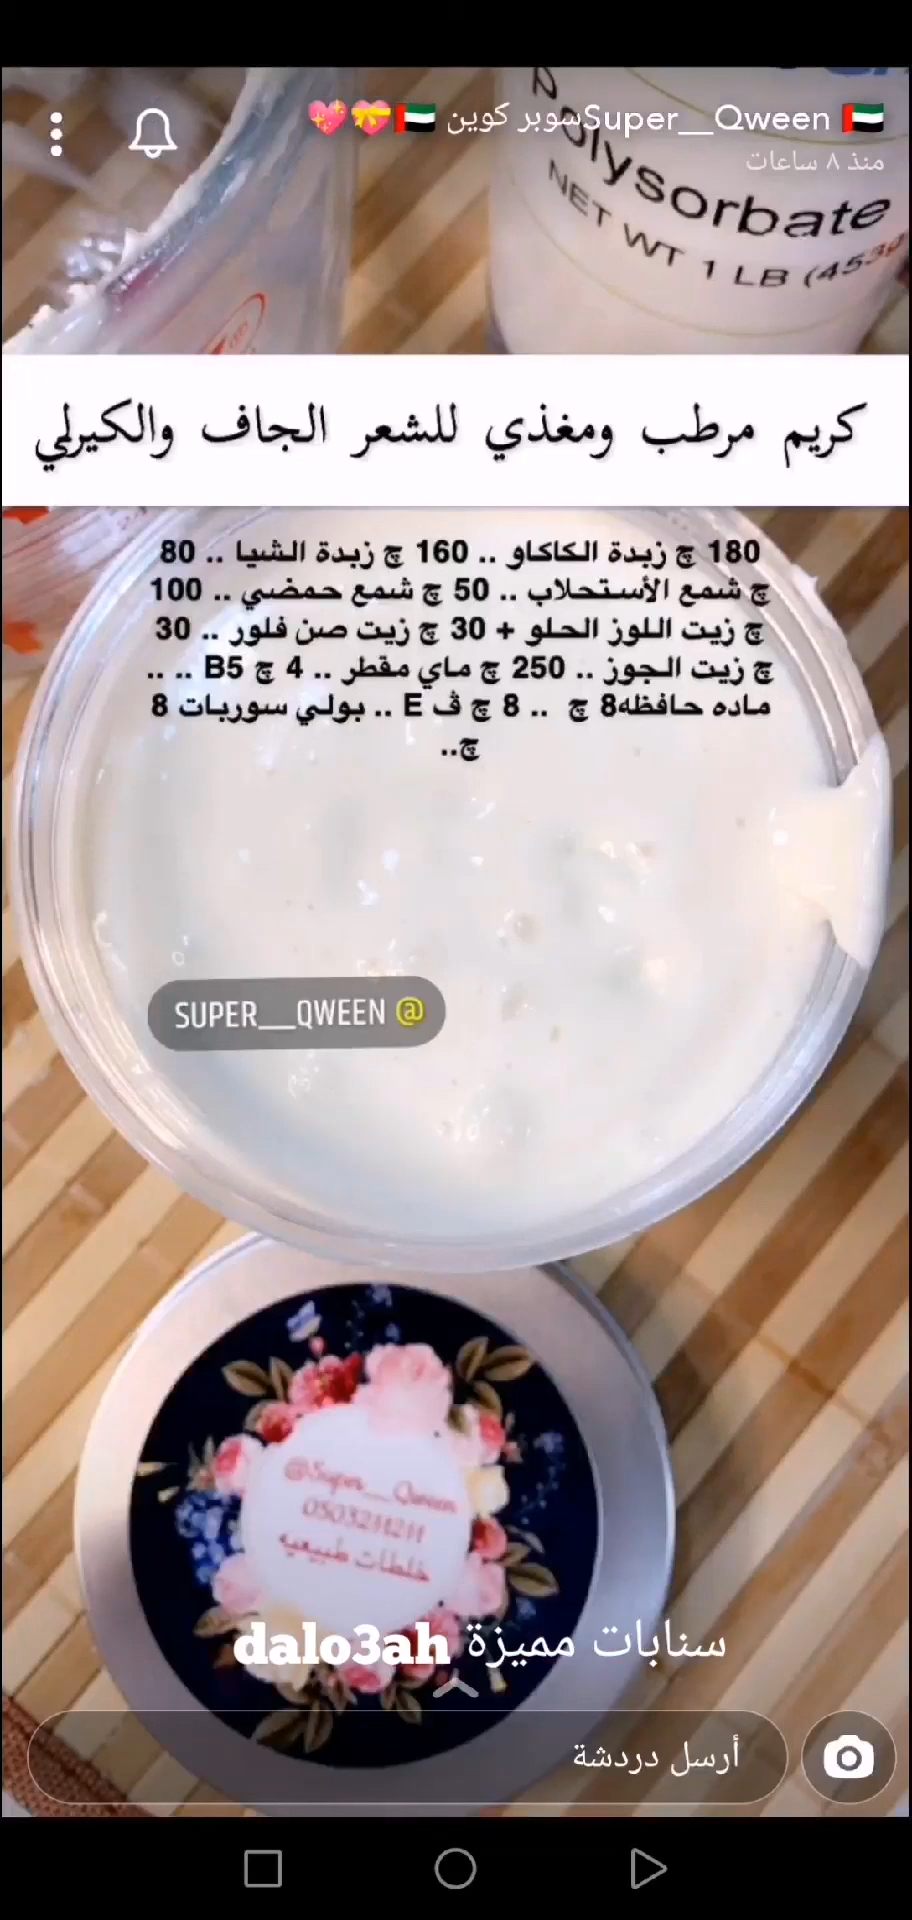 Super__Qweenسوبر كوين
منذ ٨ ساعات
Polysorbate
NET WT 1 LB (453g
كريم مرطب ومغذي للشعر الجاف والكيرلي
180 چ زبدة الكاكاو .. 160 چ زبدة الشيا .. 80
چ شمع الأستحلاب .. 50 چ شمع حمضي .. 100
چ زيت اللوز الحلو + 30 چ زيت صن فلور .. 30
چ زيت الجوز .. 250 چ ماي مقطر .. 4 چ B5 .. ..
ماده حافظه8 چ .. 8 چ ڤ E .. بولي سوربات 8
چ..
SUPER__QWEEN @
@Super__Qween
0503211211
خلطات طبيعيه
سنابات مميزة dalo3ah
أرسل دردشة